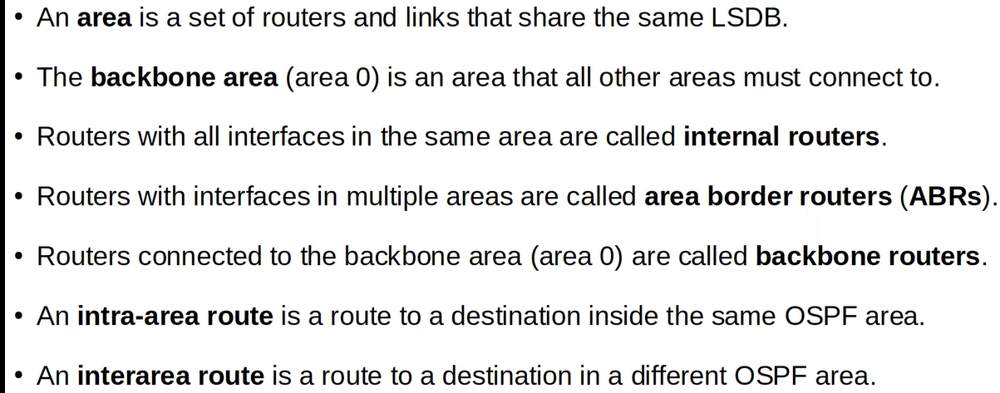 • An area is a set of routers and links that share the same LSDB.
• The backbone area (area 0) is an area that all other areas must connect to.
• Routers with all interfaces in the same area are called internal routers.
• Routers with interfaces in multiple areas are called area border routers (ABRs).
• Routers connected to the backbone area (area 0) are called backbone routers.
• An intra-area route is a route to a destination inside the same OSPF area.
• An interarea route is a route to a destination in a different OSPF area.